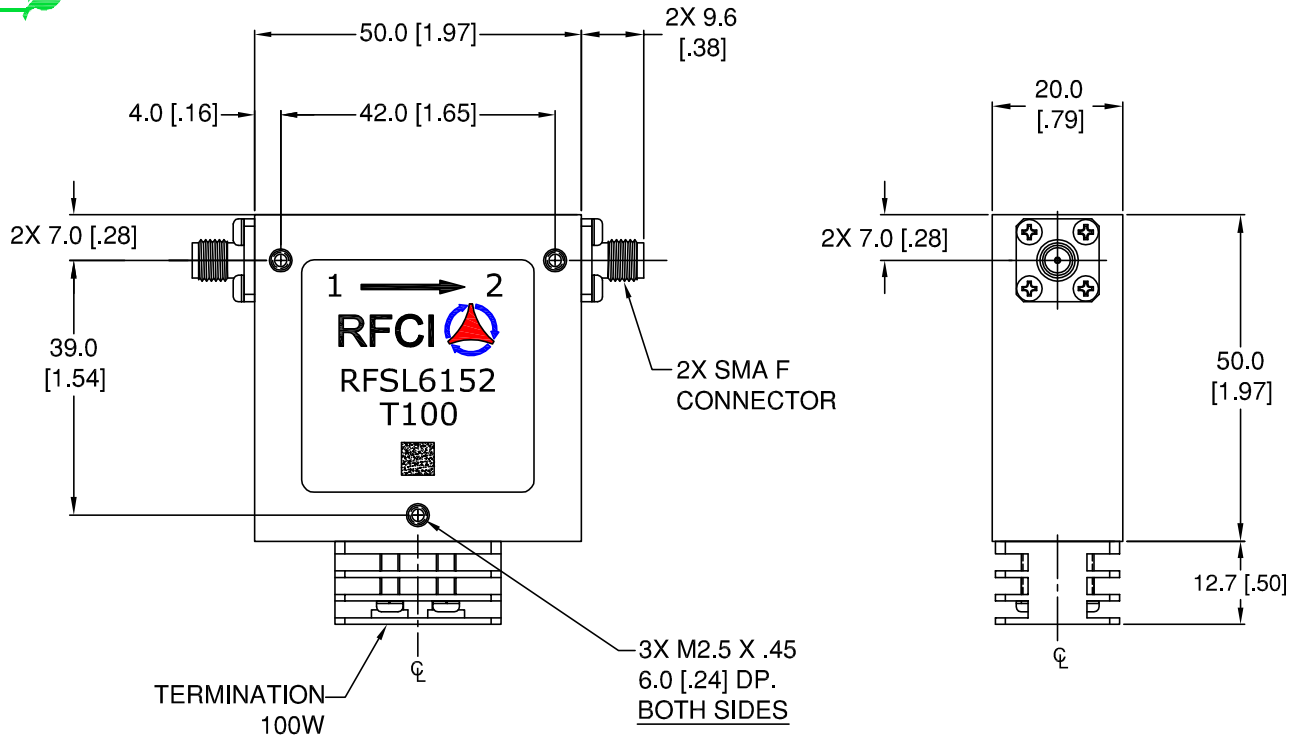 50.0 [1.97]
2X 9.6
[.38]
4.0 [.16]
42.0 [1.65]
20.0
[.79]
2X 7.0 [.28]
2X 7.0 [.28]
1 2
RFCI
RFSL6152
T100
39.0
[1.54]
2X SMA F
CONNECTOR
50.0
[1.97]
12.7 [.50]
3X M2.5 X .45
6.0 [.24] DP.
BOTH SIDES
TERMINATION
100W
℄
℄